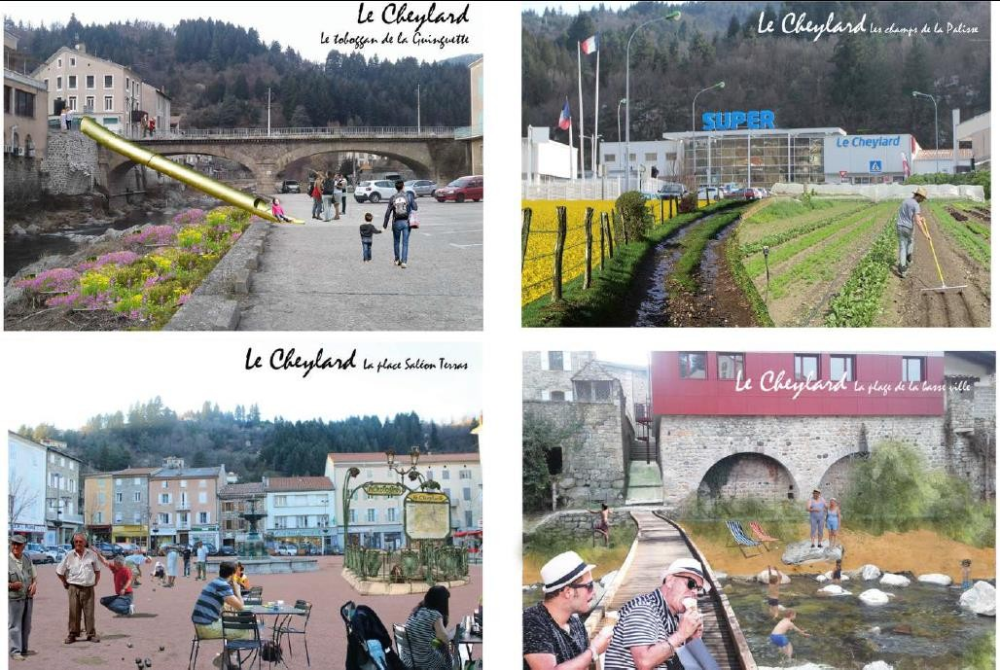 Le Cheylard
Le toboggan de la Guinguette
Le Cheylard Les champs de la Palisse
SUPER
Le Cheylard
Le Cheylard La place Saléon Terras
Le Cheylard La plage de la basse ville